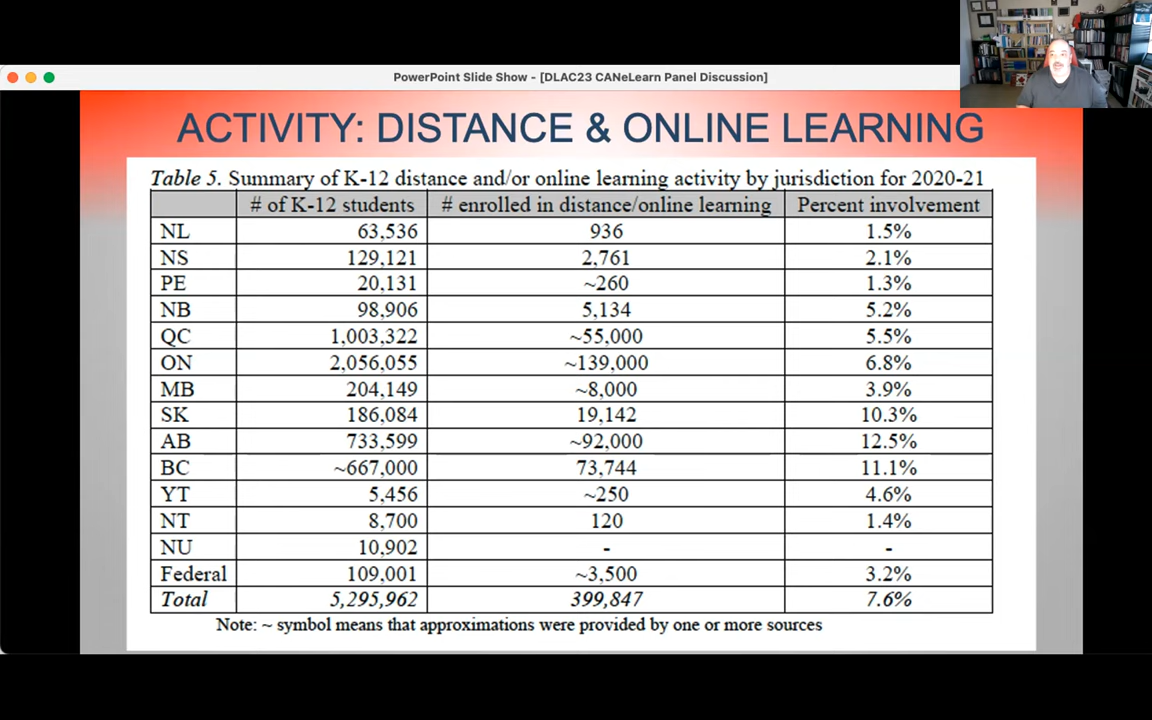 PowerPoint Slide Show - [DLAC23 CANeLearn Panel Discussion]
ACTIVITY: DISTANCE & ONLINE LEARNING
Table 5. Summary of K-12 distance and/or online learning activity by jurisdiction for 2020-21
# of K-12 students # enrolled in distance/online learning Percent involvement
NL 63,536 936 1.5%
NS 129,121 2,761 2.1%
PE 20,131 ~260 1.3%
NB 98,906 5,134 5.2%
QC 1,003,322 ~55,000 5.5%
ON 2,056,055 ~139,000 6.8%
MB 204,149 ~8,000 3.9%
SK 186,084 19,142 10.3%
AB 733,599 ~92,000 12.5%
BC ~667,000 73,744 11.1%
YT 5,456 ~250 4.6%
NT 8,700 120 1.4%
NU 10,902 - -
Federal 109,001 ~3,500 3.2%
Total 5,295,962 399,847 7.6%
Note: ~ symbol means that approximations were provided by one or more sources